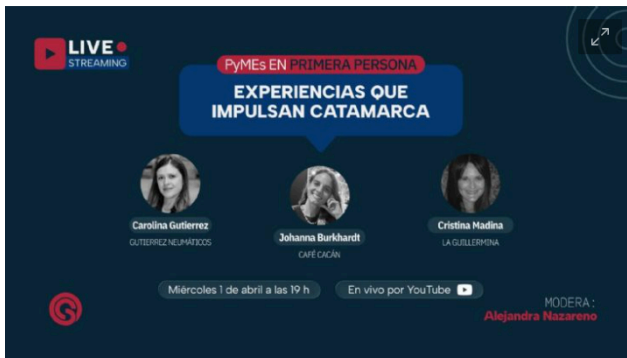 LIVE
STREAMING
PyMEs EN PRIMERA PERSONA
EXPERIENCIAS QUE
IMPULSAN CATAMARCA
Carolina Gutierrez
GUTIERREZ NEUMÁTICOS
Johanna Burkhardt
CAFÉ CACÁN
Cristina Madina
LA GUILLERMINA
Miércoles 1 de abril a las 19 h
En vivo por YouTube
MODERA:
Alejandra Nazareno